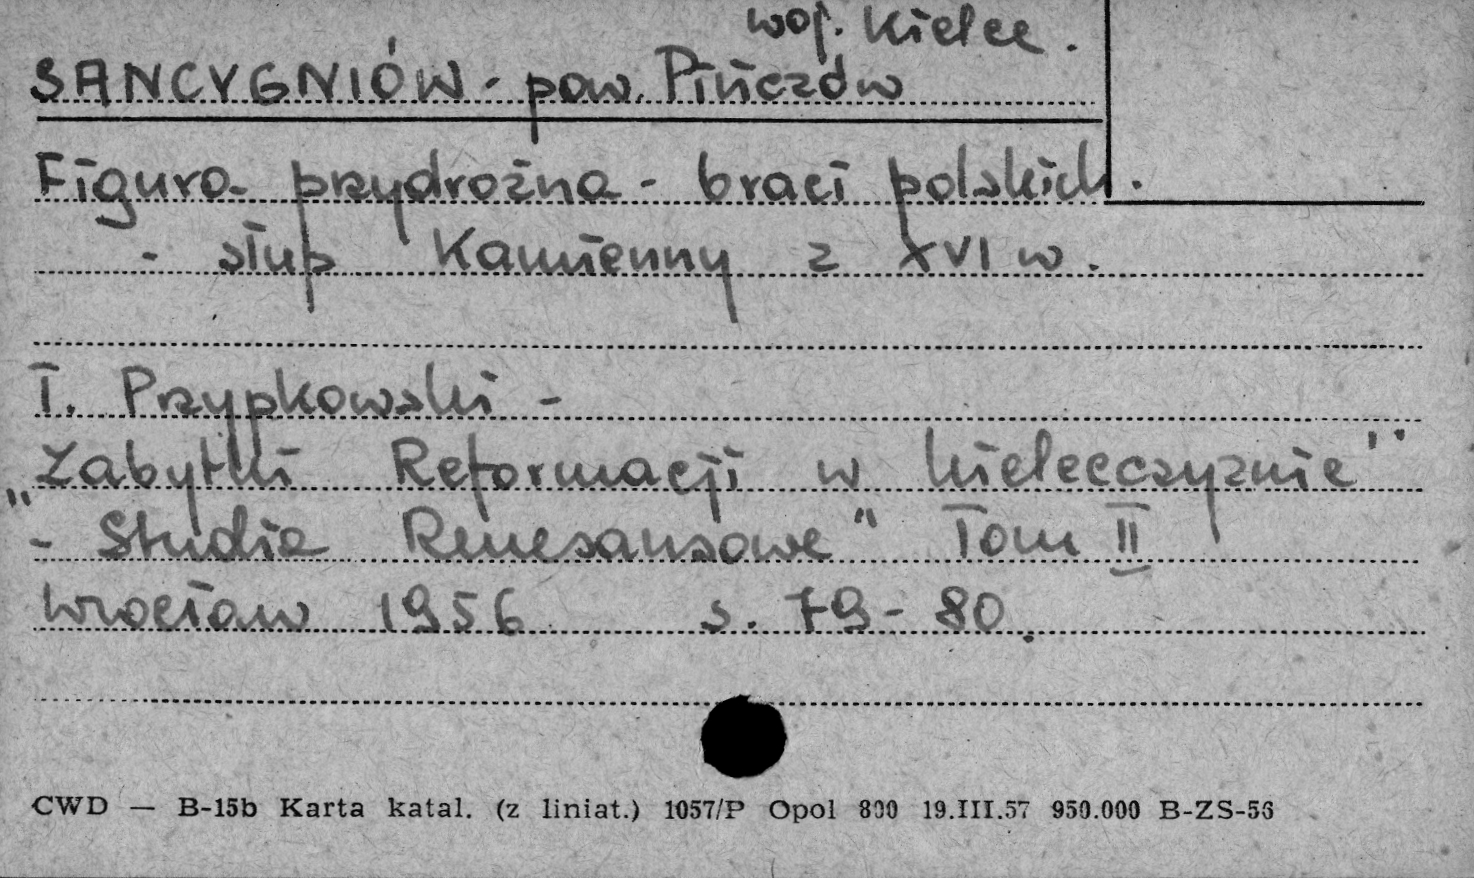 woj. Kielce.
SANCYGNIÓW - pow. Pińczów
Figura przydrożna - braci polskich.
- słup Kamienny z XVI w.
T. Przypkowski -
"Zabytki Reformacji w kielecczyznie"
- Studia Renesansowe" Tom II
Wrocław 1956 s. 79-80.
CWD — B-15b Karta katal. (z liniat.) 1057/P Opol 800 19.III.57 950.000 B-ZS-56